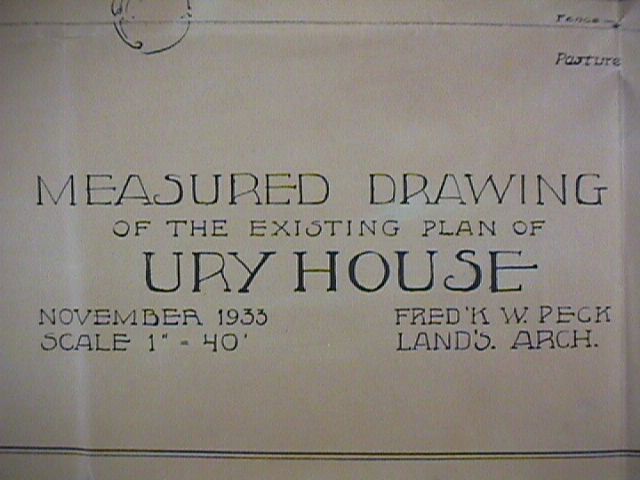 Fence
Pasture
MEASURED DRAWING
OF THE EXISTING PLAN OF
URY HOUSE
NOVEMBER 1933
SCALE 1" - 40'
FRED'K W. PECK
LAND'S. ARCH.